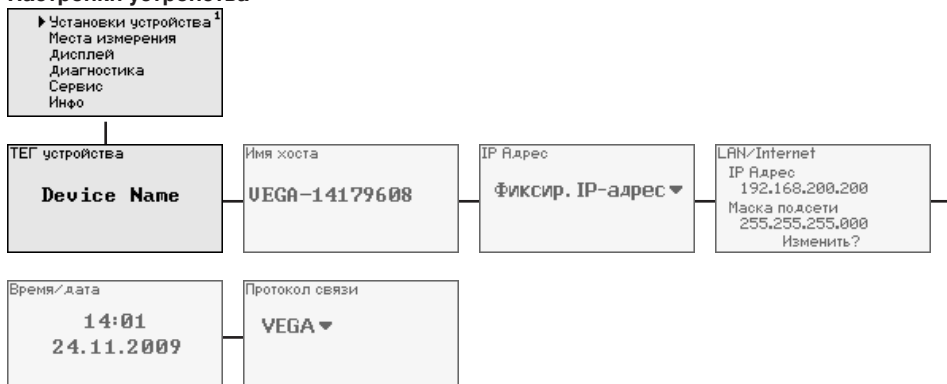 Установки устройства 1
Места измерения
Дисплей
Диагностика
Сервис
Инфо
ТЕГ устройства
Device Name
Имя хоста
VEGA-14179608
IP Адрес
Фиксир. IP-адрес
LAN/Internet
IP Адрес
192.168.200.200
Маска подсети
255.255.255.000
Изменить?
Время/дата
14:01
24.11.2009
Протокол связи
VEGA